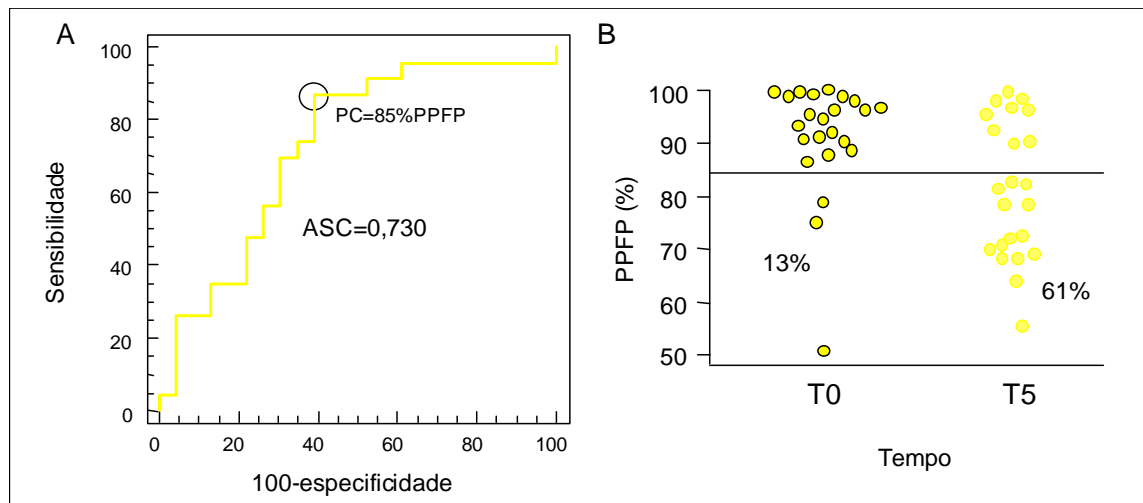 A
Sensibilidade
100
80
60
40
20
0
PC=85%PPFP
ASC=0,730
0 20 40 60 80 100
100-especificidade
B
PPFP (%)
100
90
80
70
60
50
13%
61%
T0 T5
Tempo